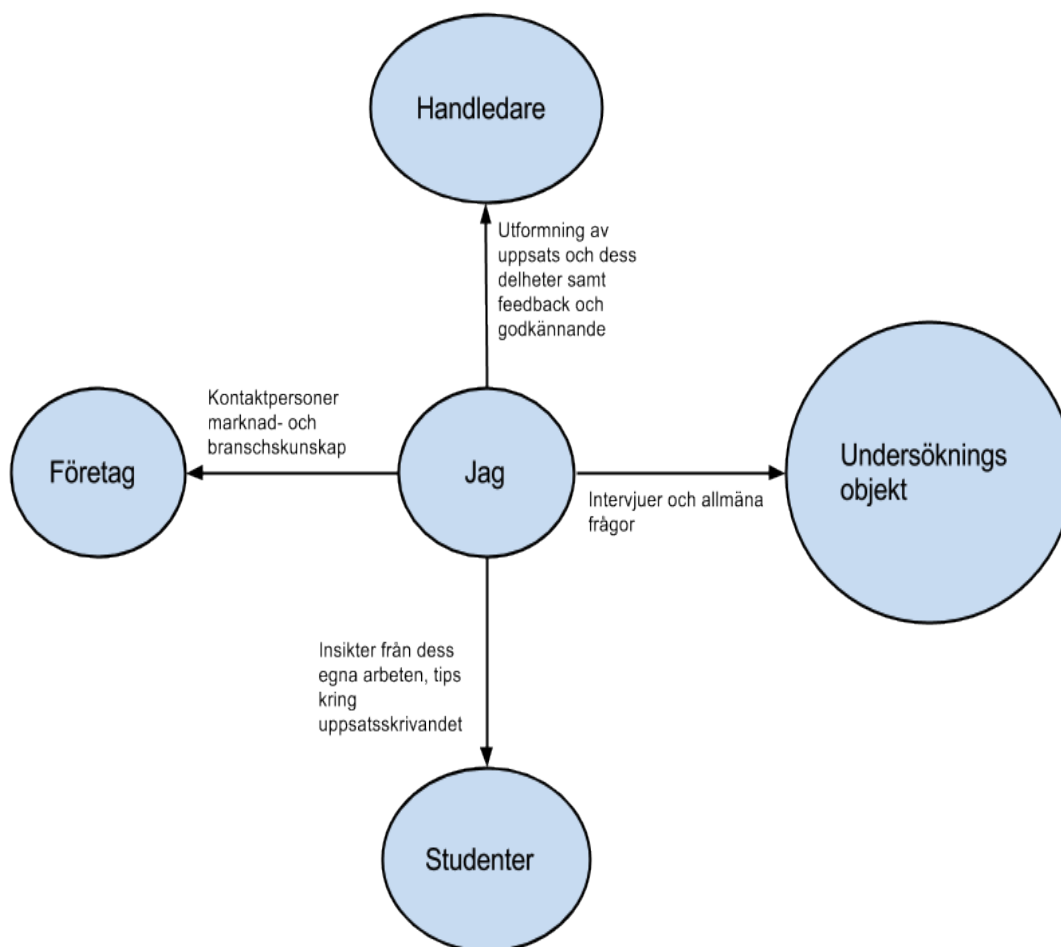 Handledare
Utformning av
uppsats och dess
delheter samt
feedback och
godkännande
Kontaktpersoner
marknad- och
branschskunskap
Företag
Jag
Undersöknings
objekt
Intervjuer och allmäna
frågor
Insikter från dess
egna arbeten, tips
kring
uppsatsskrivandet
Studenter